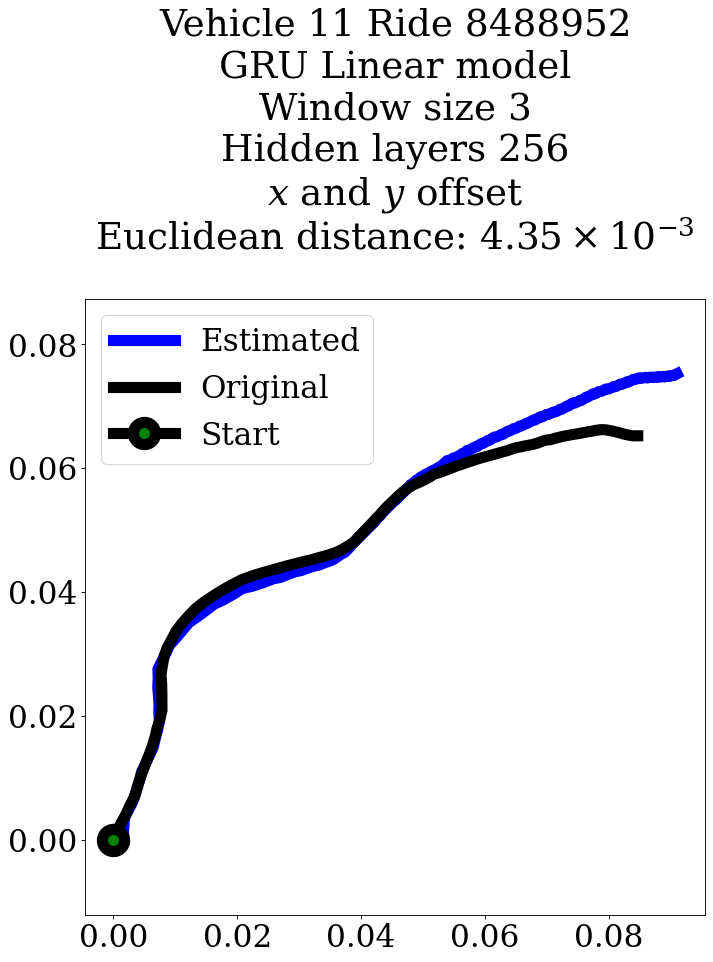 Vehicle 11 Ride 8488952
GRU Linear model
Window size 3
Hidden layers 256
x and y offset
Euclidean distance: 4.35 × 10⁻³
Estimated
Original
Start
0.08
0.06
0.04
0.02
0.00
0.00 0.02 0.04 0.06 0.08